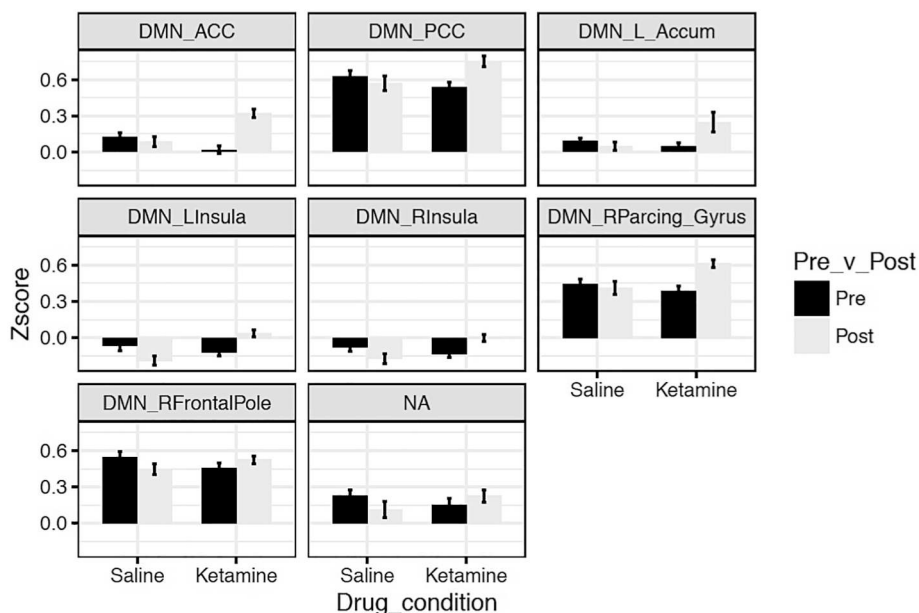 DMN_ACC
DMN_PCC
DMN_L_Accum
0.6
0.3
0.0
DMN_LInsula
DMN_RInsula
DMN_RParcing_Gyrus
0.6
0.3
0.0
Zscore
Pre_v_Post
Pre
Post
Saline
Ketamine
DMN_RFrontalPole
NA
0.6
0.3
0.0
Saline
Ketamine
Saline
Ketamine
Drug_condition